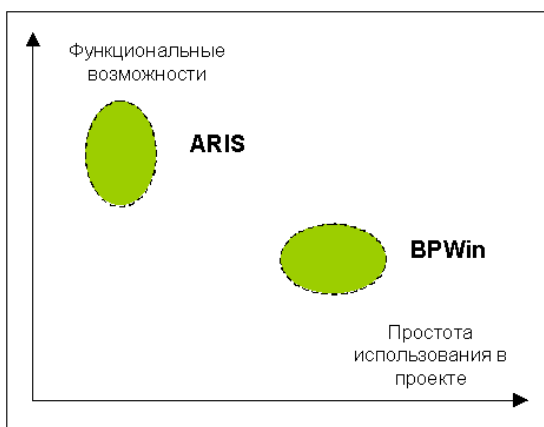 Функциональные
возможности
ARIS
BPWin
Простота
использования в
проекте